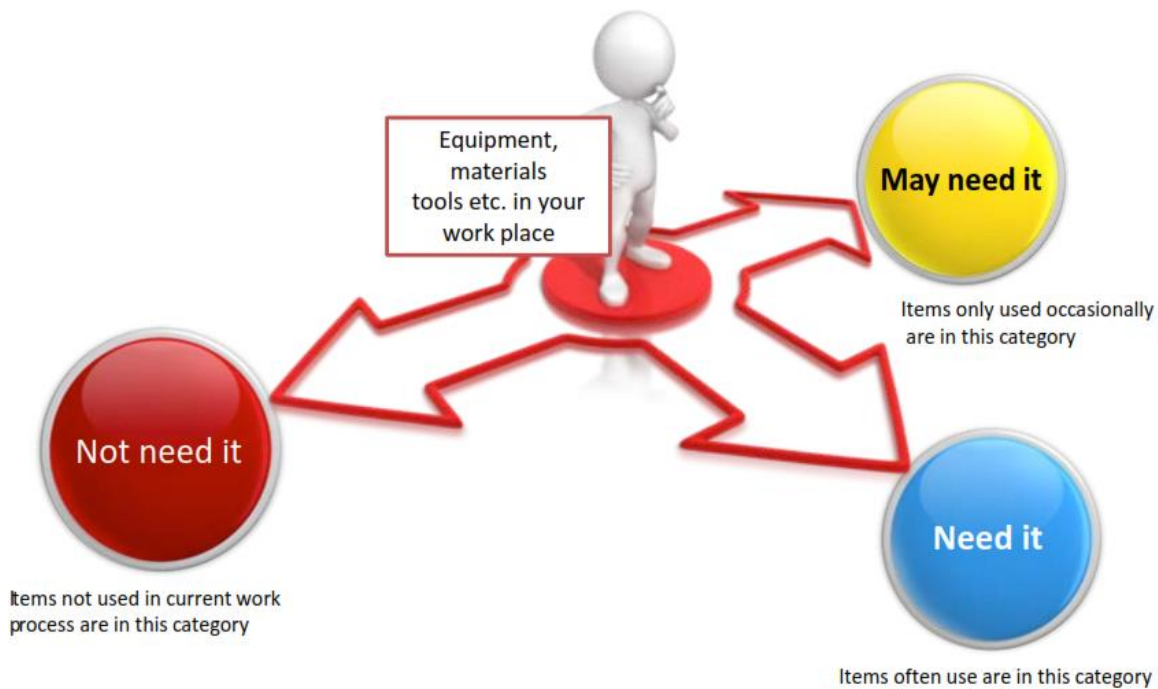 Equipment,
materials
tools etc. in your
work place
May need it
Items only used occasionally
are in this category
Not need it
Items not used in current work
process are in this category
Need it
Items often use are in this category